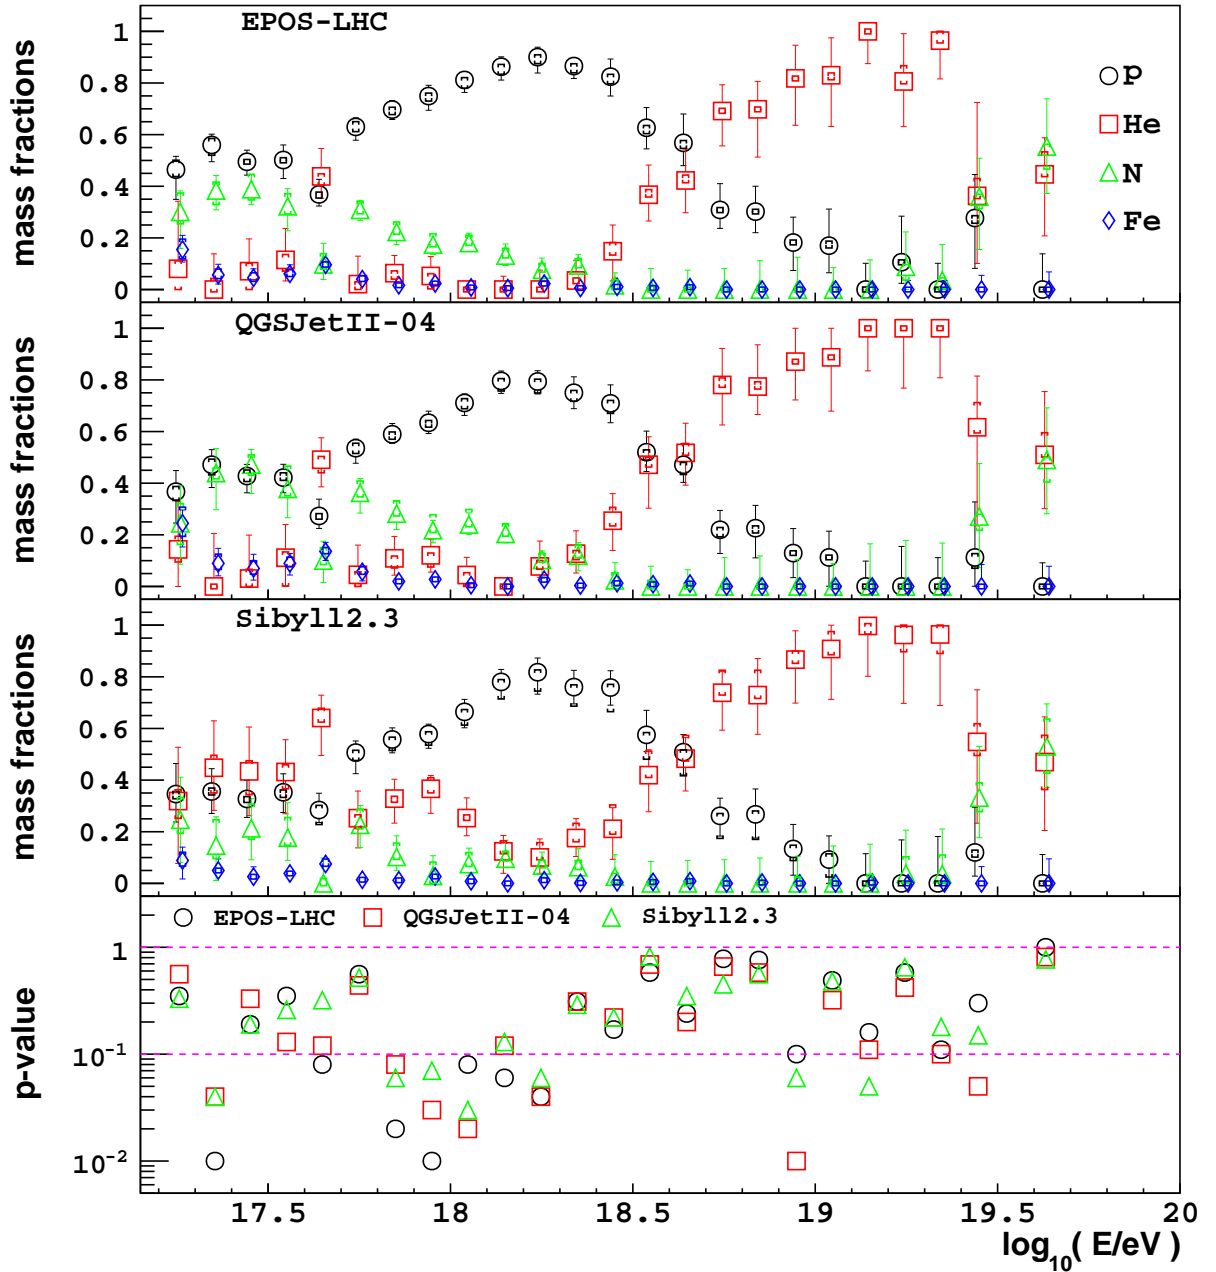 EPOS-LHC
mass fractions
1
0.8
0.6
0.4
0.2
0
p
He
N
Fe
QGSJetII-04
mass fractions
1
0.8
0.6
0.4
0.2
0
Sibyll2.3
mass fractions
1
0.8
0.6
0.4
0.2
0
EPOS-LHC QGSJetII-04 Sibyll2.3
p-value
1
10⁻¹
10⁻²
17.5 18 18.5 19 19.5 20
log₁₀( E/eV )